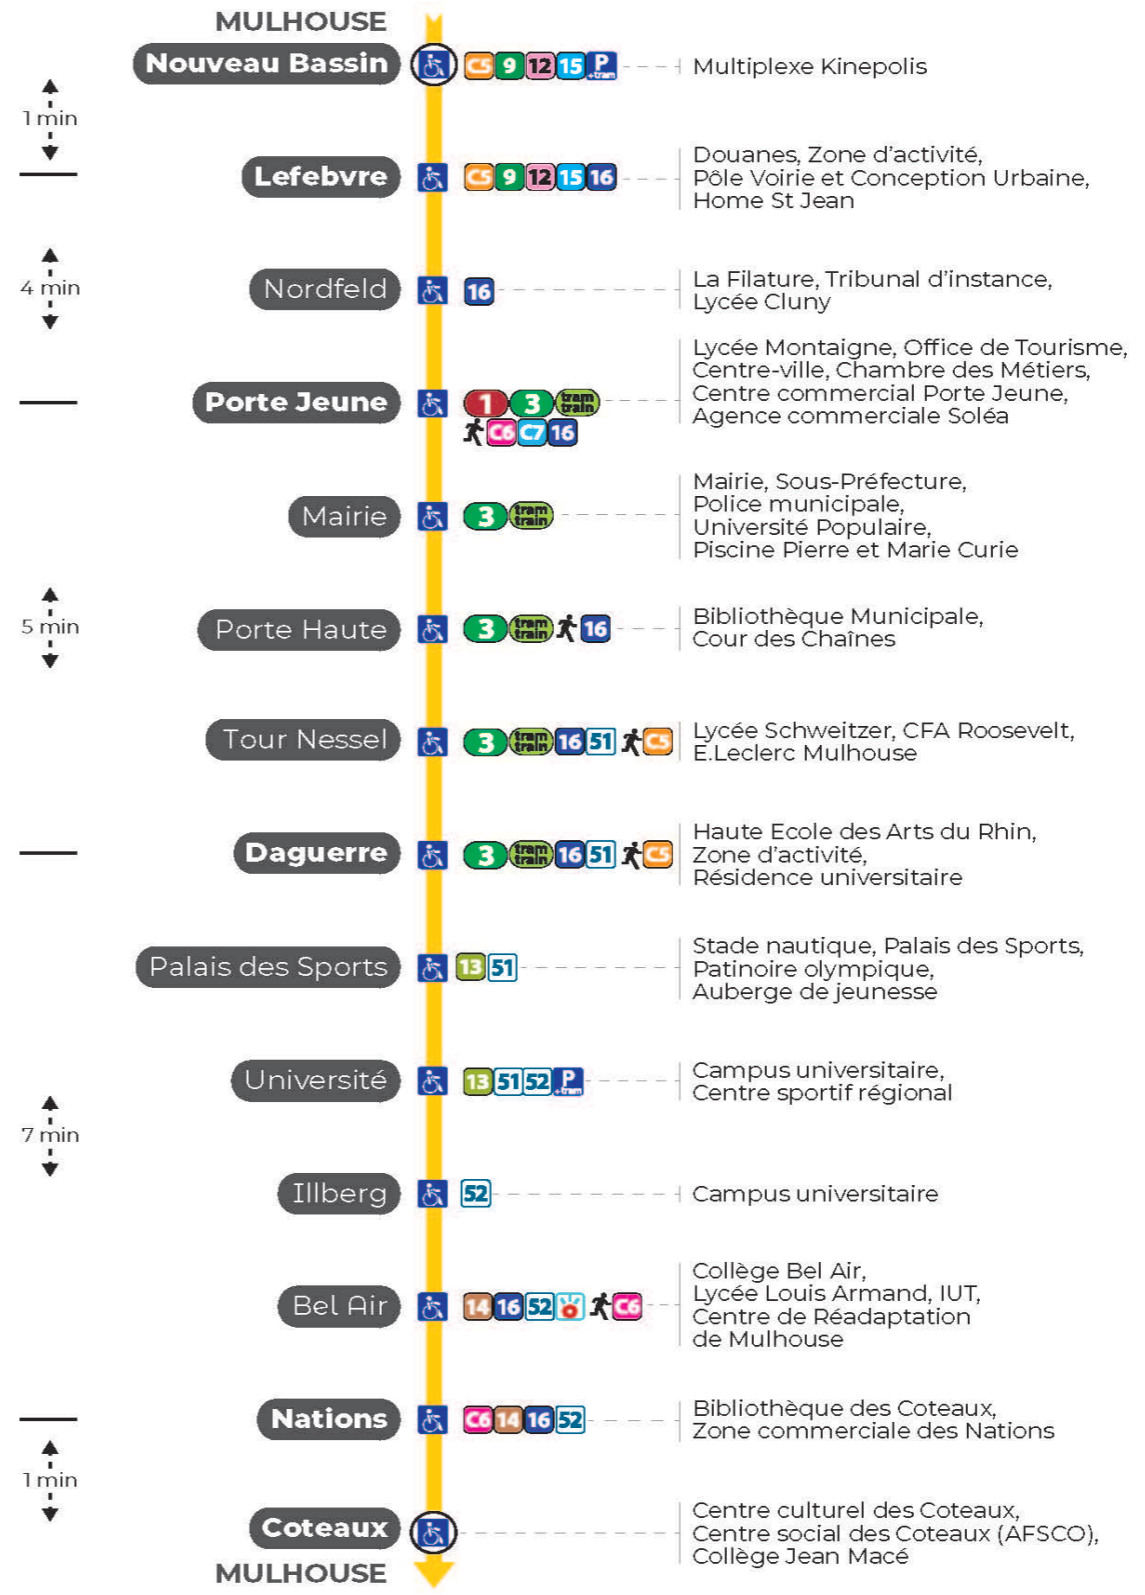 MULHOUSE
Nouveau Bassin C5 9 12 15 P +tram Multiplexe Kinepolis
1 min
Lefebvre C5 9 12 15 16 Douanes, Zone d'activité,
Pôle Voirie et Conception Urbaine,
Home St Jean
4 min
Nordfeld 16 La Filature, Tribunal d'instance,
Lycée Cluny
Porte Jeune 1 3 tram train Lycée Montaigne, Office de Tourisme,
Centre-ville, Chambre des Métiers,
Centre commercial Porte Jeune,
Agence commerciale Soléa
C6 C7 16
Mairie 3 tram train Mairie, Sous-Préfecture,
Police municipale,
Université Populaire,
Piscine Pierre et Marie Curie
5 min
Porte Haute 3 tram train 16 Bibliothèque Municipale,
Cour des Chaînes
Tour Nessel 3 tram train 16 51 C5 Lycée Schweitzer, CFA Roosevelt,
E.Leclerc Mulhouse
Daguerre 3 tram train 16 51 C5 Haute Ecole des Arts du Rhin,
Zone d'activité,
Résidence universitaire
Palais des Sports 13 51 Stade nautique, Palais des Sports,
Patinoire olympique,
Auberge de jeunesse
Université 13 51 52 P +tram Campus universitaire,
Centre sportif régional
7 min
Illberg 52 Campus universitaire
Bel Air 14 16 52 C6 Collège Bel Air,
Lycée Louis Armand, IUT,
Centre de Réadaptation
de Mulhouse
Nations C6 14 16 52 Bibliothèque des Coteaux,
Zone commerciale des Nations
1 min
Coteaux Centre culturel des Coteaux,
Centre social des Coteaux (AFSCO),
Collège Jean Macé
MULHOUSE